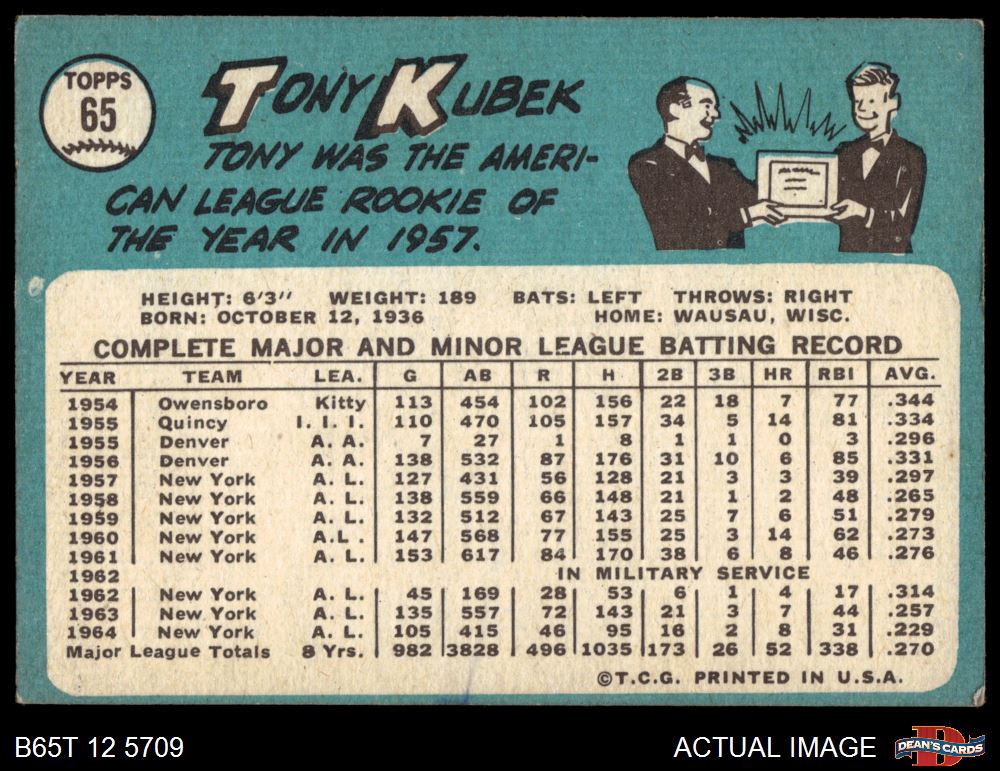 TOPPS
65
TONY KUBEK
TONY WAS THE AMERI-
CAN LEAGUE ROOKIE OF
THE YEAR IN 1957.
HEIGHT: 6'3" WEIGHT: 189 BATS: LEFT THROWS: RIGHT
BORN: OCTOBER 12, 1936 HOME: WAUSAU, WISC.
COMPLETE MAJOR AND MINOR LEAGUE BATTING RECORD
YEAR TEAM LEA. G AB R H 2B 3B HR RBI AVG.
1954 Owensboro Kitty 113 454 102 156 22 18 7 77 .344
1955 Quincy I. I. I. 110 470 105 157 34 5 14 81 .334
1955 Denver A. A. 7 27 1 8 1 1 0 3 .296
1956 Denver A. A. 138 532 87 176 31 10 6 85 .331
1957 New York A. L. 127 431 56 128 21 3 3 39 .297
1958 New York A. L. 138 559 66 148 21 1 2 48 .265
1959 New York A. L. 132 512 67 143 25 7 6 51 .279
1960 New York A.L. 147 568 77 155 25 3 14 62 .273
1961 New York A. L. 153 617 84 170 38 6 8 46 .276
1962 IN MILITARY SERVICE
1962 New York A. L. 45 169 28 53 6 1 4 17 .314
1963 New York A. L. 135 557 72 143 21 3 7 44 .257
1964 New York A. L. 105 415 46 95 16 2 8 31 .229
Major League Totals 8 Yrs. 982 3828 496 1035 173 26 52 338 .270
©T.C.G. PRINTED IN U.S.A.
B65T 12 5709 ACTUAL IMAGE DEAN'S CARDS